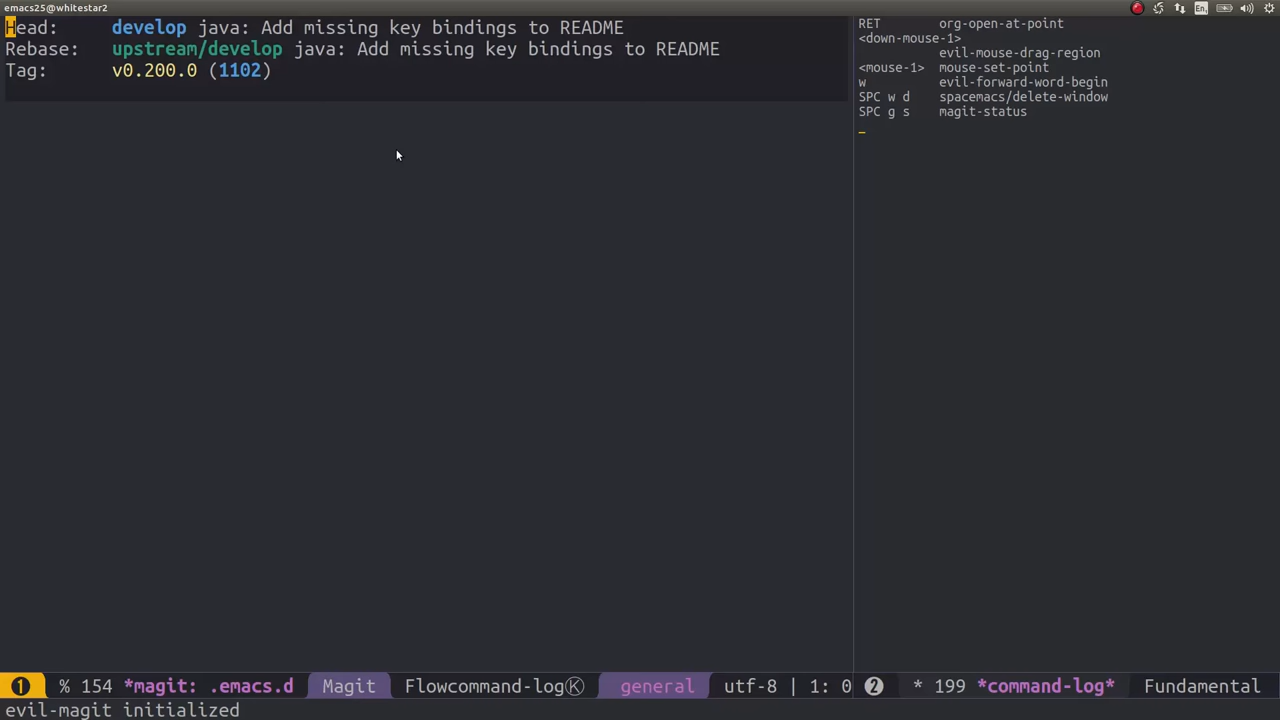 emacs25@whitestar2
Head: develop java: Add missing key bindings to README
Rebase: upstream/develop java: Add missing key bindings to README
Tag: v0.200.0 (1102)
RET org-open-at-point
<down-mouse-1>
evil-mouse-drag-region
<mouse-1> mouse-set-point
w evil-forward-word-begin
SPC w d spacemacs/delete-window
SPC g s magit-status
1 % 154 *magit: .emacs.d Magit Flowcommand-logⓀ general utf-8 | 1: 0
2 * 199 *command-log* Fundamental
evil-magit initialized